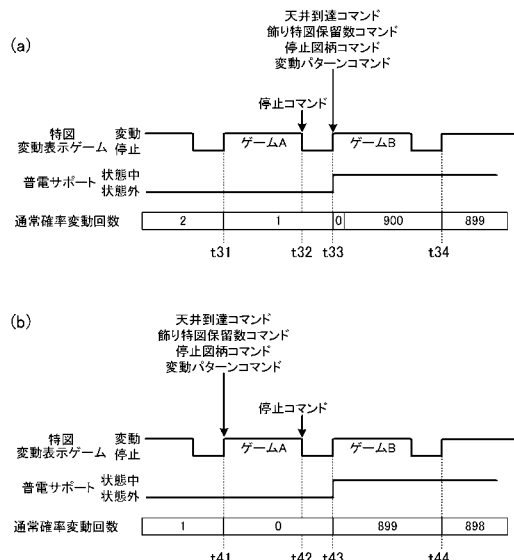 (a)
天井到達コマンド
飾り特図保留数コマンド
停止図柄コマンド
変動パターンコマンド
停止コマンド
特図
変動表示ゲーム
変動
停止
ゲームA
ゲームB
普電サポート
状態中
状態外
通常確率変動回数
2
1
0
900
899
t31
t32
t33
t34
(b)
天井到達コマンド
飾り特図保留数コマンド
停止図柄コマンド
変動パターンコマンド
停止コマンド
特図
変動表示ゲーム
変動
停止
ゲームA
ゲームB
普電サポート
状態中
状態外
通常確率変動回数
1
0
899
898
t41
t42
t43
t44